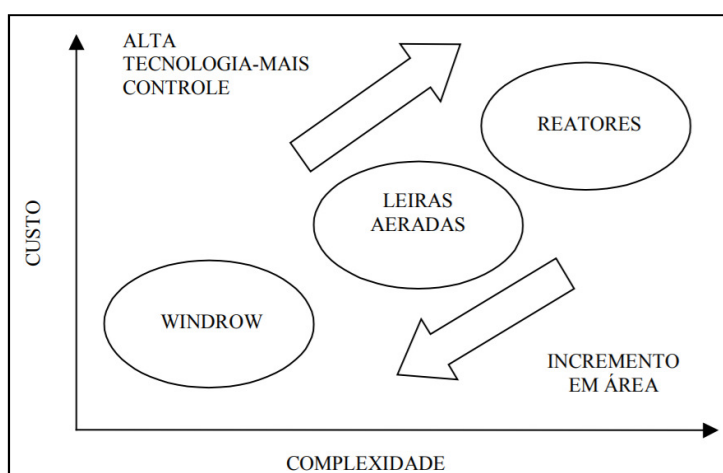 ALTA
TECNOLOGIA-MAIS
CONTROLE
REATORES
LEIRAS
AERADAS
CUSTO
WINDROW
INCREMENTO
EM ÁREA
COMPLEXIDADE